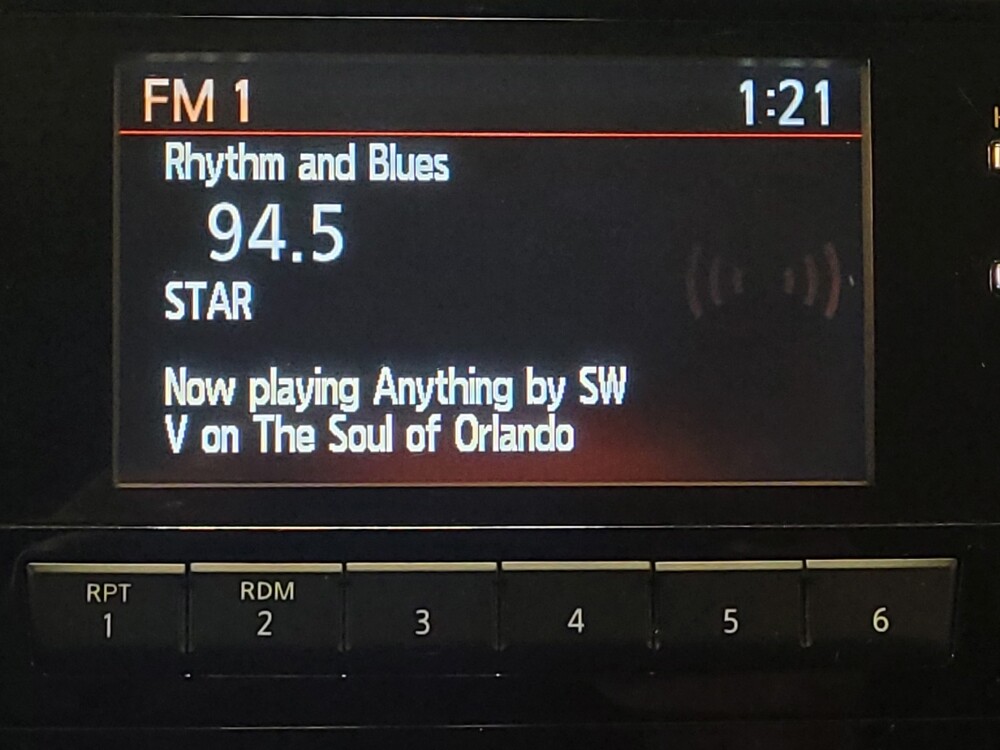 FM 1 1:21
Rhythm and Blues
94.5
STAR
Now playing Anything by SW
V on The Soul of Orlando
RPT RDM
1 2 3 4 5 6